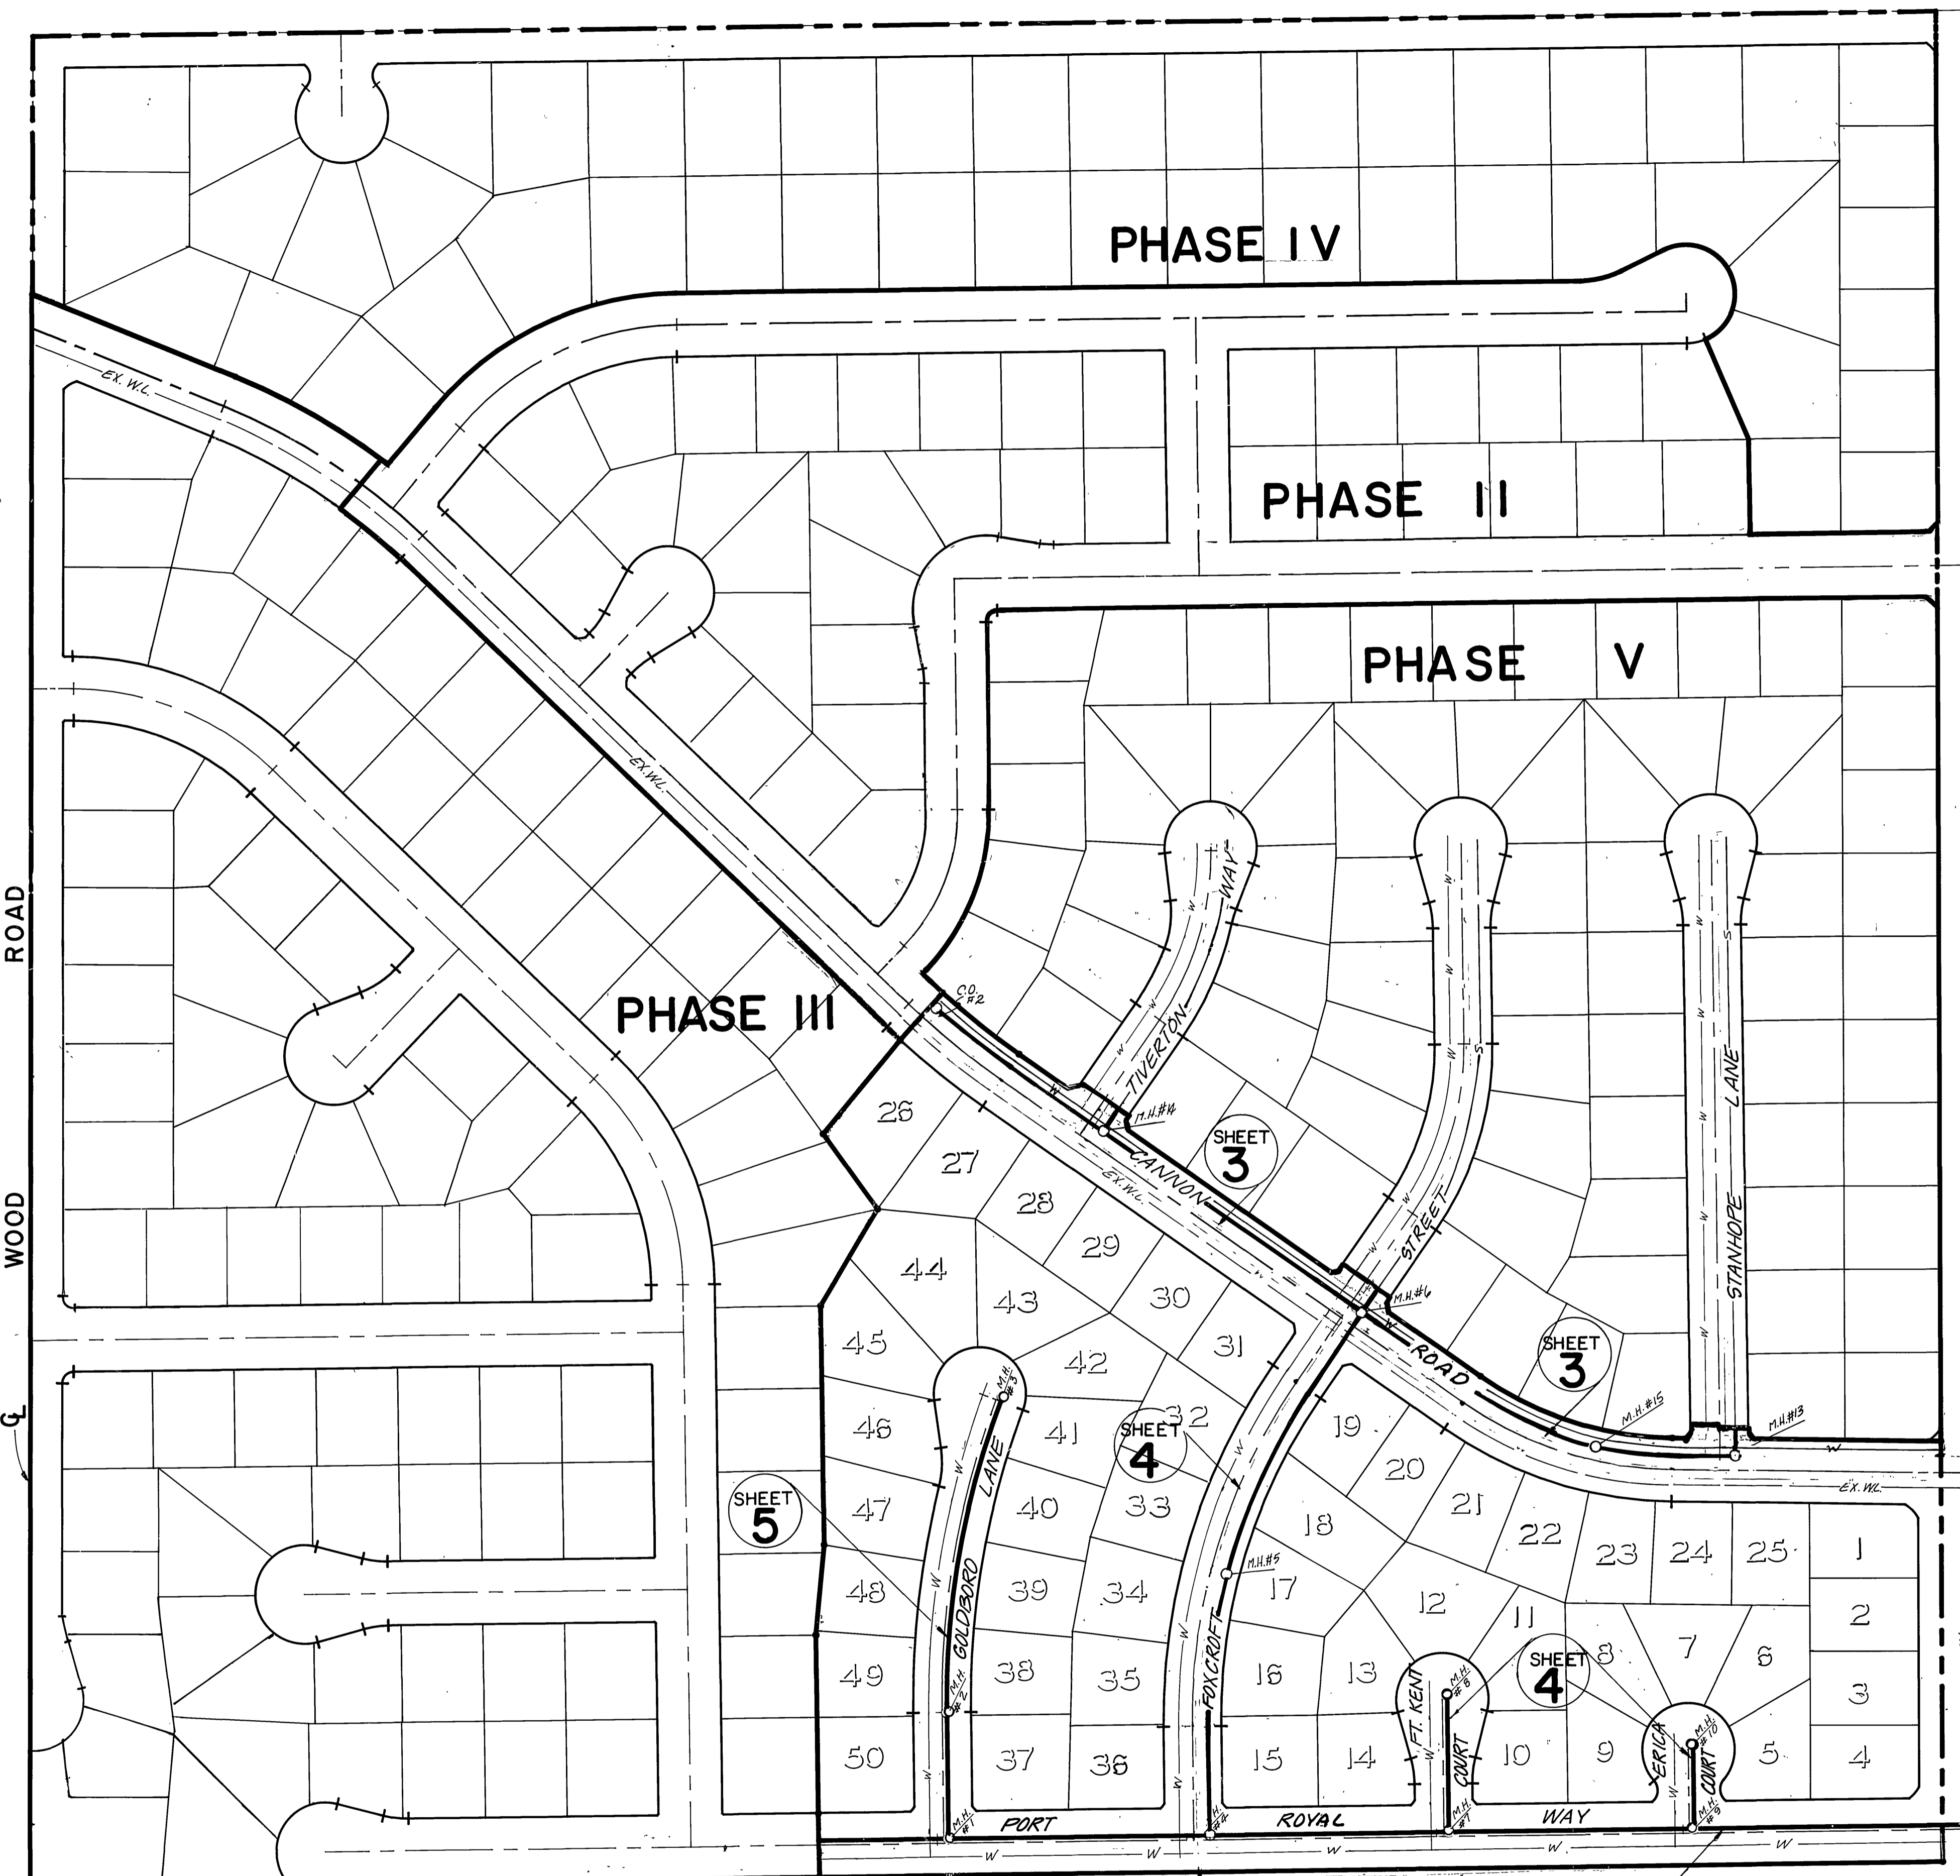 PHASE IV
EX. W.L.
PHASE II
PHASE V
EX. W.L.
WAY
W
W
W
S
ROAD
C.O. #2
PHASE III
W
W
W
S
TIVERTON
W
W
W
LANE
W
M.H.#14
26
SHEET 3
CANNON
27
EX. W.L.
28
W
STREET
STANHOPE
W
WOOD
29
W
44
43
30
M.H.#6
W
W
SHEET 3
31
45
42
ROAD
M.H. #3
32
SHEET 4
M.H.#15
M.H.#13
W
46
41
19
W
20
W
LANE
EX. W.L.
CL
SHEET 5
47
40
33
18
21
22
23
24
25
1
M.H.#5
48
39
34
17
12
11
2
W
GOLDBORO
W
FOXCROFT
SHEET 4
8
7
6
49
38
35
16
13
3
M.H. #2
FT. KENT
M.H. #8
M.H. #10
50
37
36
15
14
COURT
10
9
ERICA
COURT
5
4
W
W
W
W
M.H. #1
PORT
H. #4
ROYAL
M.H. #7
WAY
M.H. #9
W
W
W
W
W